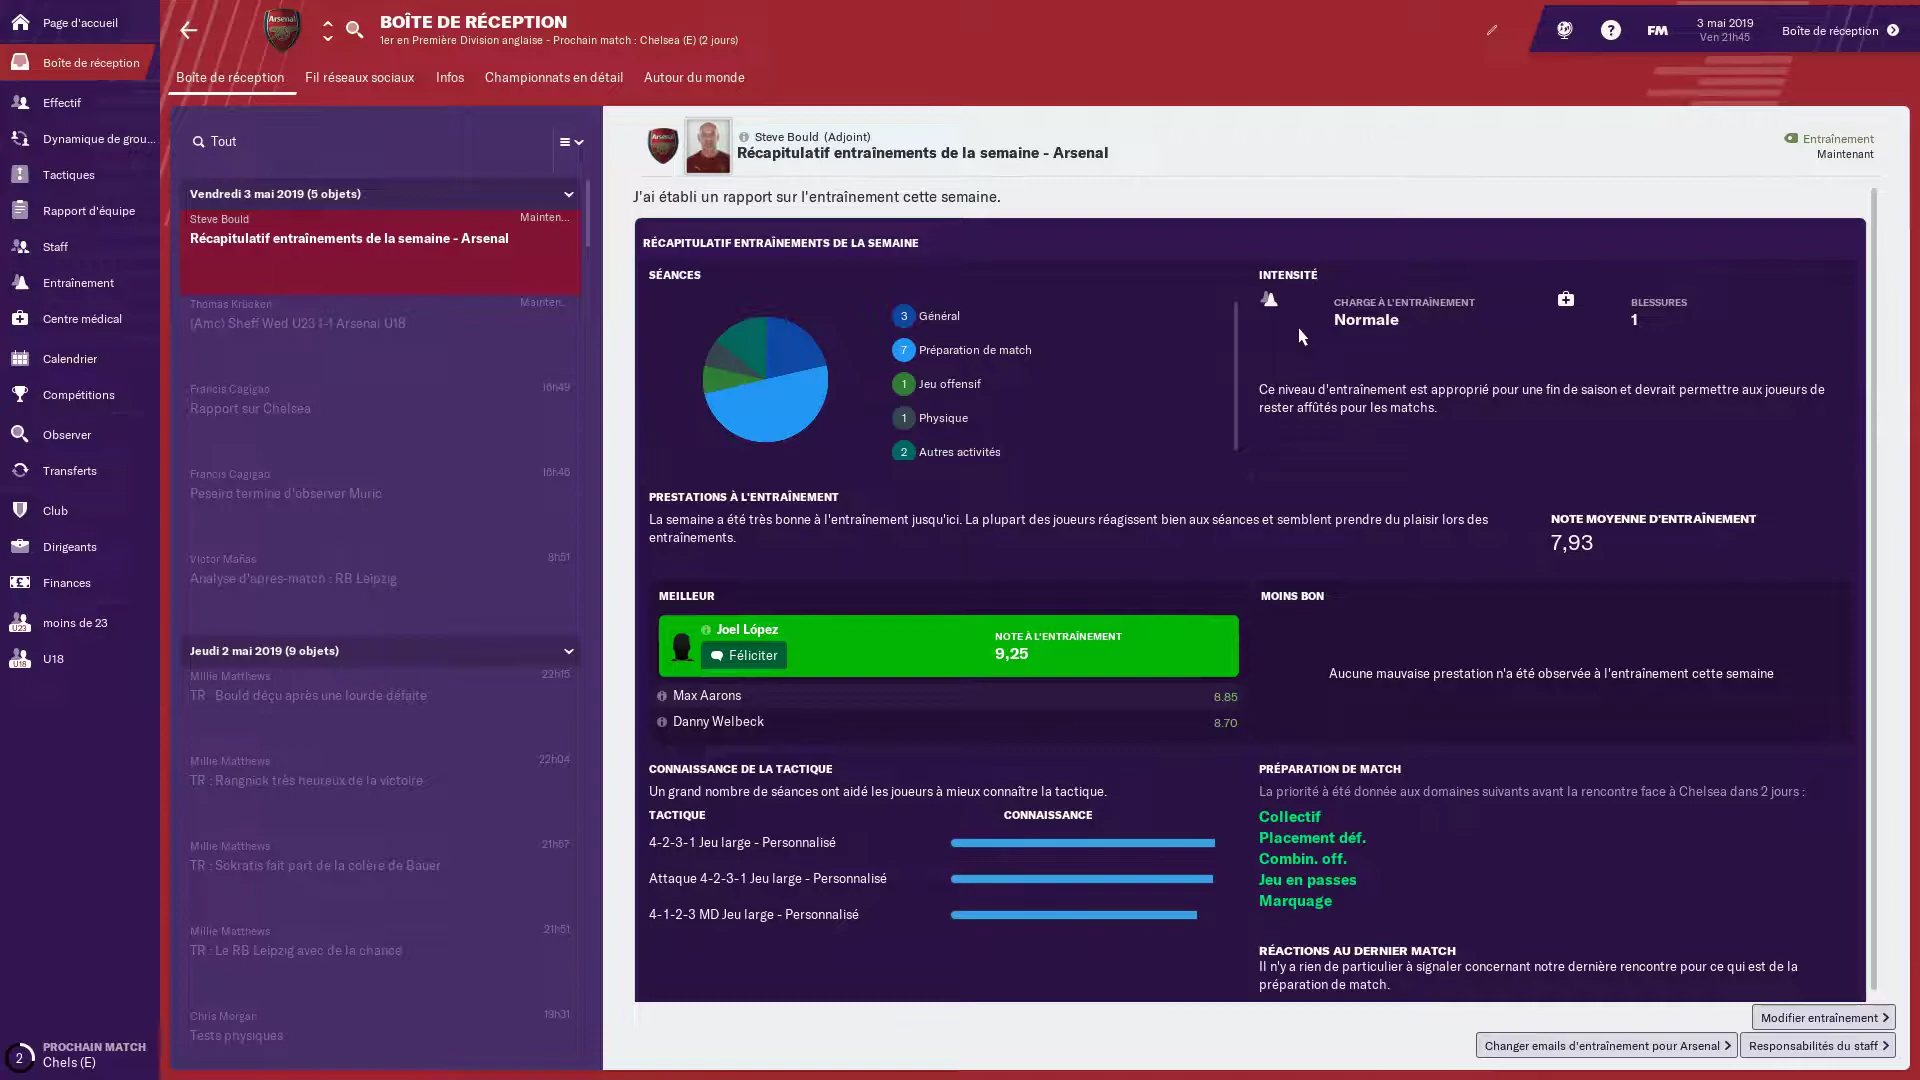 Page d'accueil
Boîte de réception
Effectif
Dynamique de grou...
Tactiques
Rapport d'équipe
Staff
Entraînement
Centre médical
Calendrier
Compétitions
Observer
Transferts
Club
Dirigeants
Finances
U23 moins de 23
U18 U18
2 PROCHAIN MATCH
Chels (E)
Arsenal
BOÎTE DE RÉCEPTION
1er en Première Division anglaise - Prochain match : Chelsea (E) (2 jours)
? FM
3 mai 2019
Ven 21h45
Boîte de réception
Boîte de réception Fil réseaux sociaux Infos Championnats en détail Autour du monde
Tout
Vendredi 3 mai 2019 (5 objets)
Steve Bould Mainten...
Récapitulatif entraînements de la semaine - Arsenal
Thomas Krücken Mainten...
(Amc) Sheff Wed U23 1-1 Arsenal U18
Francis Cagigao 16h49
Rapport sur Chelsea
Francis Cagigao 16h46
Peseiro termine d'observer Muric
Víctor Mañas 8h51
Analyse d'après-match : RB Leipzig
Jeudi 2 mai 2019 (9 objets)
Millie Matthews 22h15
TR : Bould déçu après une lourde défaite
Millie Matthews 22h04
TR : Rangnick très heureux de la victoire
Millie Matthews 21h57
TR : Sokratis fait part de la colère de Bauer
Millie Matthews 21h51
TR : Le RB Leipzig avec de la chance
Chris Morgan 19h31
Tests physiques
Arsenal
Steve Bould (Adjoint)
Récapitulatif entraînements de la semaine - Arsenal
Entraînement
Maintenant
J'ai établi un rapport sur l'entraînement cette semaine.
RÉCAPITULATIF ENTRAÎNEMENTS DE LA SEMAINE
SÉANCES
3 Général
7 Préparation de match
1 Jeu offensif
1 Physique
2 Autres activités
INTENSITÉ
CHARGE À L'ENTRAÎNEMENT
Normale
BLESSURES
1
Ce niveau d'entraînement est approprié pour une fin de saison et devrait permettre aux joueurs de
rester affûtés pour les matchs.
PRESTATIONS À L'ENTRAÎNEMENT
La semaine a été très bonne à l'entraînement jusqu'ici. La plupart des joueurs réagissent bien aux séances et semblent prendre du plaisir lors des
entraînements.
NOTE MOYENNE D'ENTRAÎNEMENT
7,93
MEILLEUR
Joel López
Féliciter
NOTE À L'ENTRAÎNEMENT
9,25
Max Aarons 8.85
Danny Welbeck 8.70
MOINS BON
Aucune mauvaise prestation n'a été observée à l'entraînement cette semaine
CONNAISSANCE DE LA TACTIQUE
Un grand nombre de séances ont aidé les joueurs à mieux connaître la tactique.
TACTIQUE CONNAISSANCE
4-2-3-1 Jeu large - Personnalisé
Attaque 4-2-3-1 Jeu large - Personnalisé
4-1-2-3 MD Jeu large - Personnalisé
PRÉPARATION DE MATCH
La priorité à été donnée aux domaines suivants avant la rencontre face à Chelsea dans 2 jours :
Collectif
Placement déf.
Combin. off.
Jeu en passes
Marquage
RÉACTIONS AU DERNIER MATCH
Il n'y a rien de particulier à signaler concernant notre dernière rencontre pour ce qui est de la
préparation de match.
Modifier entraînement
Changer emails d'entraînement pour Arsenal
Responsabilités du staff